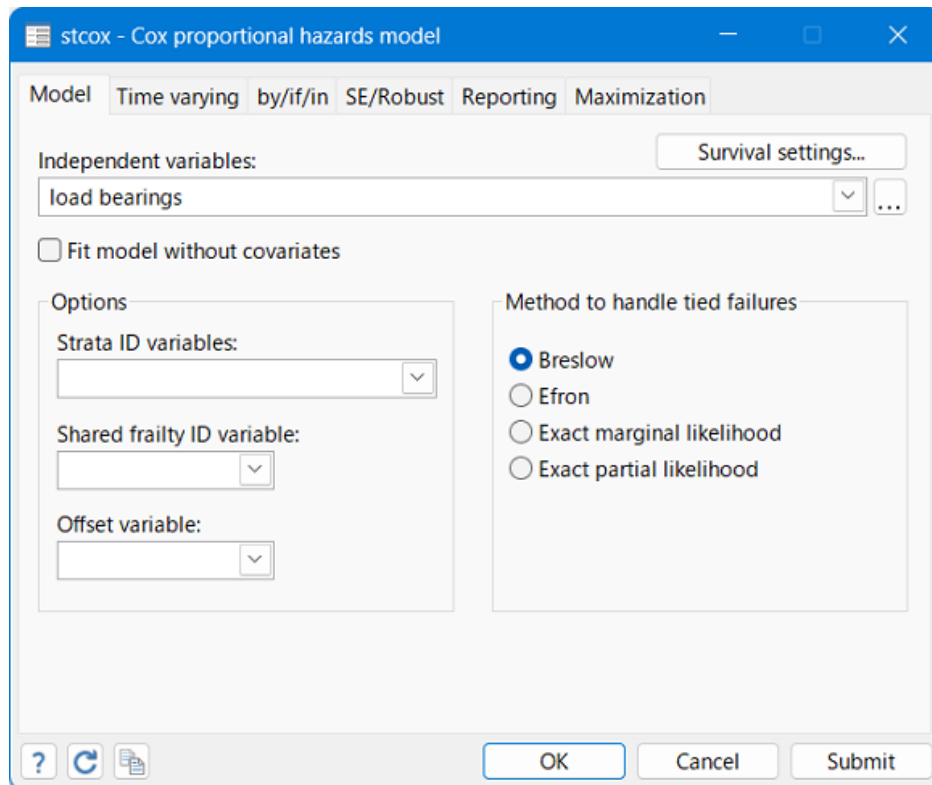 stcox - Cox proportional hazards model
Model Time varying by/if/in SE/Robust Reporting Maximization
Survival settings...
Independent variables:
load bearings
...
Fit model without covariates
Options
Strata ID variables:
Shared frailty ID variable:
Offset variable:
Method to handle tied failures
Breslow
Efron
Exact marginal likelihood
Exact partial likelihood
? OK Cancel Submit